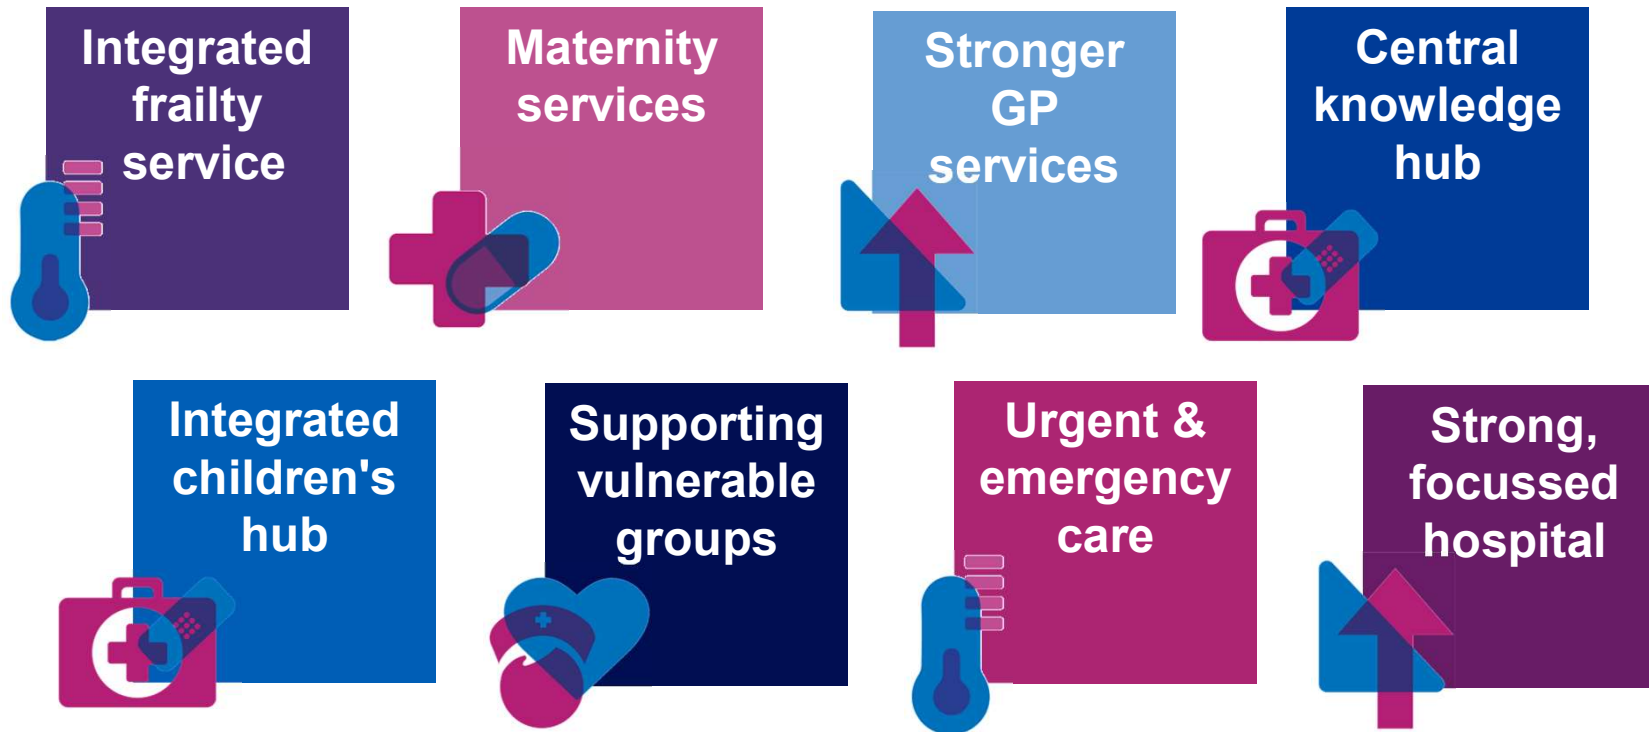 Integrated
frailty
service
Maternity
services
Stronger
GP
services
Central
knowledge
hub
Integrated
children's
hub
Supporting
vulnerable
groups
Urgent &
emergency
care
Strong,
focussed
hospital